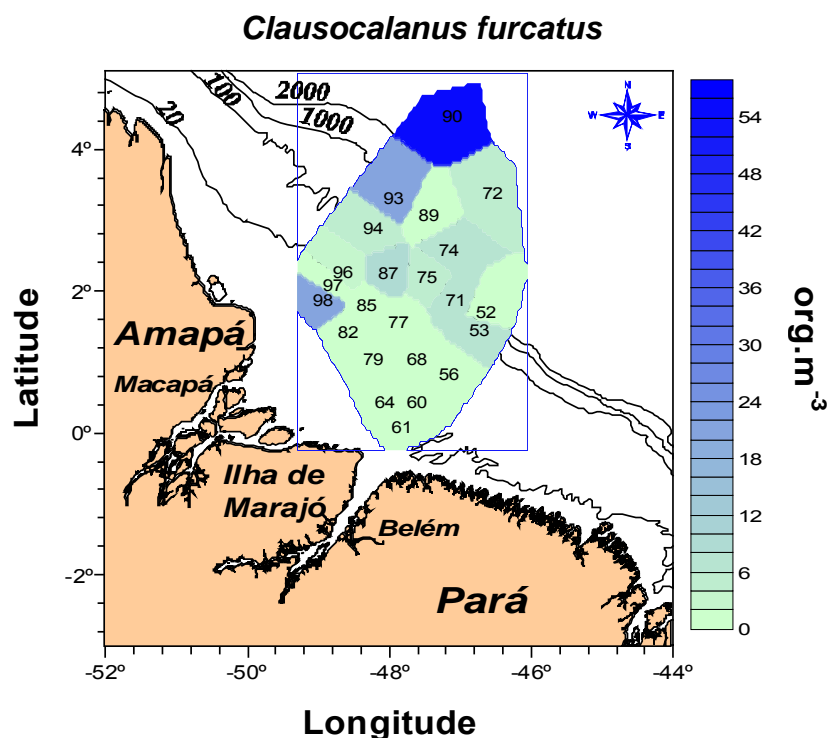 Clausocalanus furcatus
2000
1000
100
20
N
W
E
S
90
93
72
89
94
74
96
87
75
97
98
85
71
52
77
53
82
79
68
56
64
60
61
Amapá
Macapá
Ilha de
Marajó
Belém
Pará
4º
2º
0º
-2º
-52º
-50º
-48º
-46º
-44º
Latitude
Longitude
54
48
42
36
30
24
18
12
6
0
org.m-3